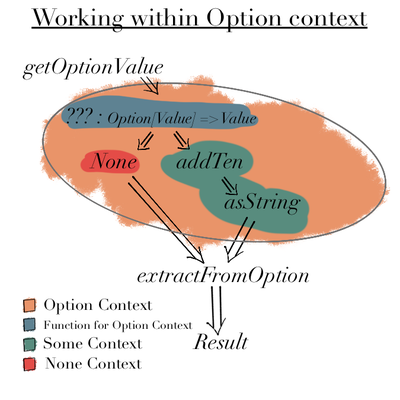 Working within Option context
getOptionValue
??? : Option[Value] => Value
None
addTen
asString
extractFromOption
Result
Option Context
Function for Option Context
Some Context
None Context